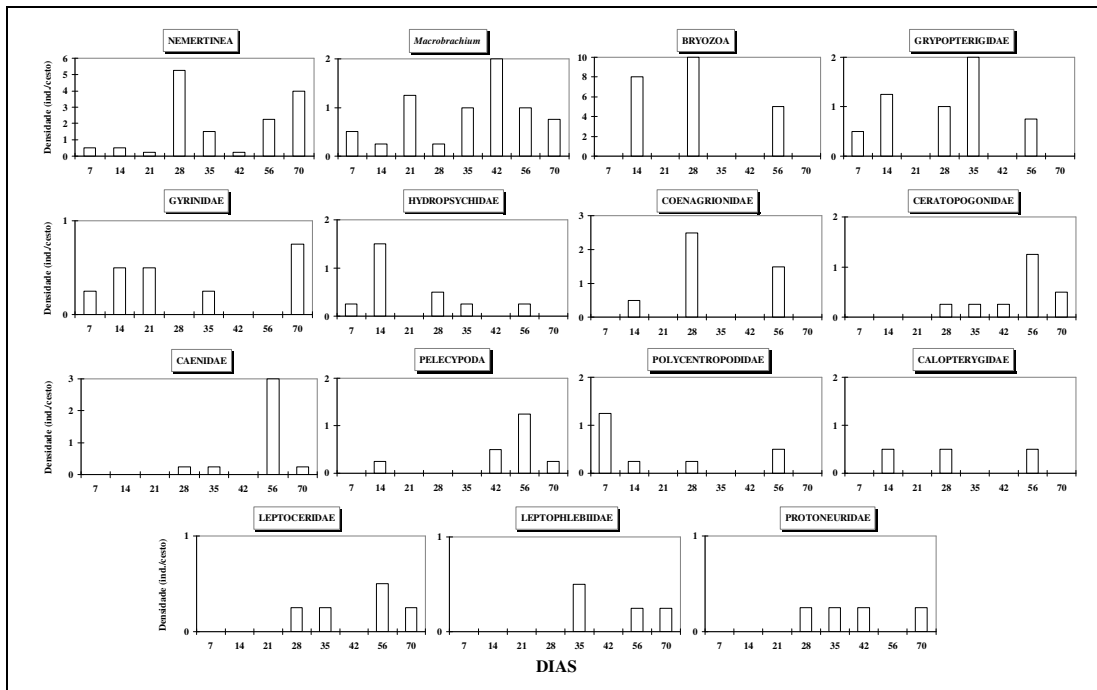 NEMERTINEA
Macrobrachium
BRYOZOA
GRYPOPTERIGIDAE
Densidade (ind./cesto)
6
5
4
3
2
1
0
7 14 21 28 35 42 56 70
2
1
0
7 14 21 28 35 42 56 70
10
8
6
4
2
0
7 14 21 28 35 42 56 70
2
1
0
7 14 21 28 35 42 56 70
GYRINIDAE
HYDROPSYCHIDAE
COENAGRIONIDAE
CERATOPOGONIDAE
Densidade (ind./cesto)
1
0
7 14 21 28 35 42 56 70
2
1
0
7 14 21 28 35 42 56 70
3
2
1
0
7 14 21 28 35 42 56 70
2
1
0
7 14 21 28 35 42 56 70
CAENIDAE
PELECYPODA
POLYCENTROPODIDAE
CALOPTERYGIDAE
Densidade (ind./cesto)
3
2
1
0
7 14 21 28 35 42 56 70
2
1
0
7 14 21 28 35 42 56 70
2
1
0
7 14 21 28 35 42 56 70
2
1
0
7 14 21 28 35 42 56 70
LEPTOCERIDAE
LEPTOPHLEBIIDAE
PROTONEURIDAE
Densidade (ind./cesto)
1
0
7 14 21 28 35 42 56 70
1
0
7 14 21 28 35 42 56 70
1
0
7 14 21 28 35 42 56 70
DIAS